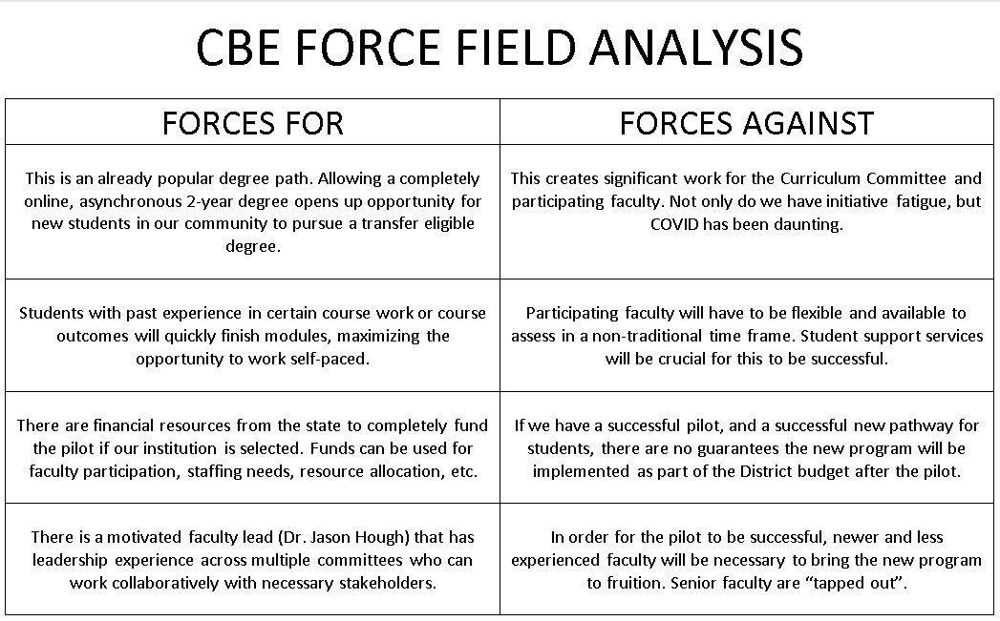 CBE FORCE FIELD ANALYSIS
FORCES FOR
FORCES AGAINST
This is an already popular degree path. Allowing a completely
online, asynchronous 2-year degree opens up opportunity for
new students in our community to pursue a transfer eligible
degree.
This creates significant work for the Curriculum Committee and
participating faculty. Not only do we have initiative fatigue, but
COVID has been daunting.
Students with past experience in certain course work or course
outcomes will quickly finish modules, maximizing the
opportunity to work self-paced.
Participating faculty will have to be flexible and available to
assess in a non-traditional time frame. Student support services
will be crucial for this to be successful.
There are financial resources from the state to completely fund
the pilot if our institution is selected. Funds can be used for
faculty participation, staffing needs, resource allocation, etc.
If we have a successful pilot, and a successful new pathway for
students, there are no guarantees the new program will be
implemented as part of the District budget after the pilot.
There is a motivated faculty lead (Dr. Jason Hough) that has
leadership experience across multiple committees who can
work collaboratively with necessary stakeholders.
In order for the pilot to be successful, newer and less
experienced faculty will be necessary to bring the new program
to fruition. Senior faculty are “tapped out”.